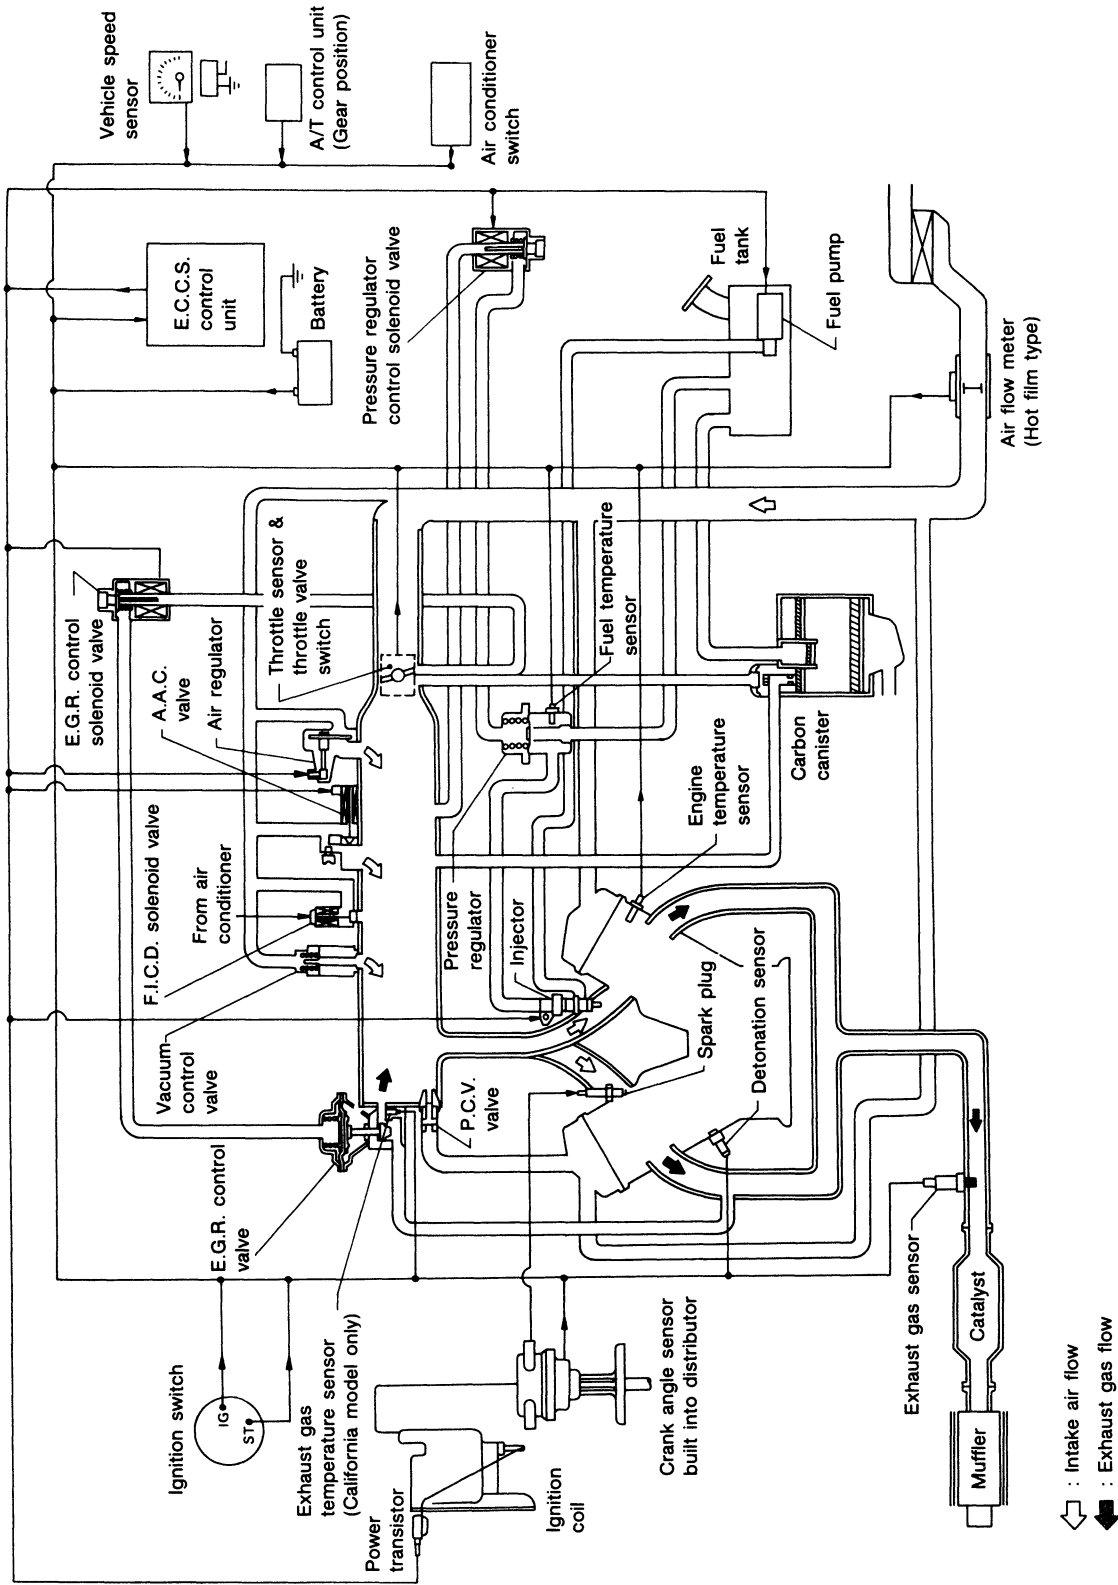 Vehicle speed
sensor
A/T control unit
(Gear position)
Air conditioner
switch
E.C.C.S.
control
unit
Battery
Pressure regulator
control solenoid valve
Fuel
tank
Fuel pump
Air flow meter
(Hot film type)
E.G.R. control
solenoid valve
A.A.C.
valve
Air regulator
Throttle sensor &
throttle valve
switch
Fuel temperature
sensor
Carbon
canister
F.I.C.D. solenoid valve
From air
conditioner
Pressure
regulator
Injector
Engine
temperature
sensor
Vacuum
control
valve
P.C.V.
valve
Spark plug
Detonation sensor
E.G.R. control
valve
Ignition switch
IG
ST
Exhaust gas
temperature sensor
(California model only)
Power
transistor
Ignition
coil
Crank angle sensor
built into distributor
Exhaust gas sensor
Catalyst
Muffler
: Intake air flow
: Exhaust gas flow